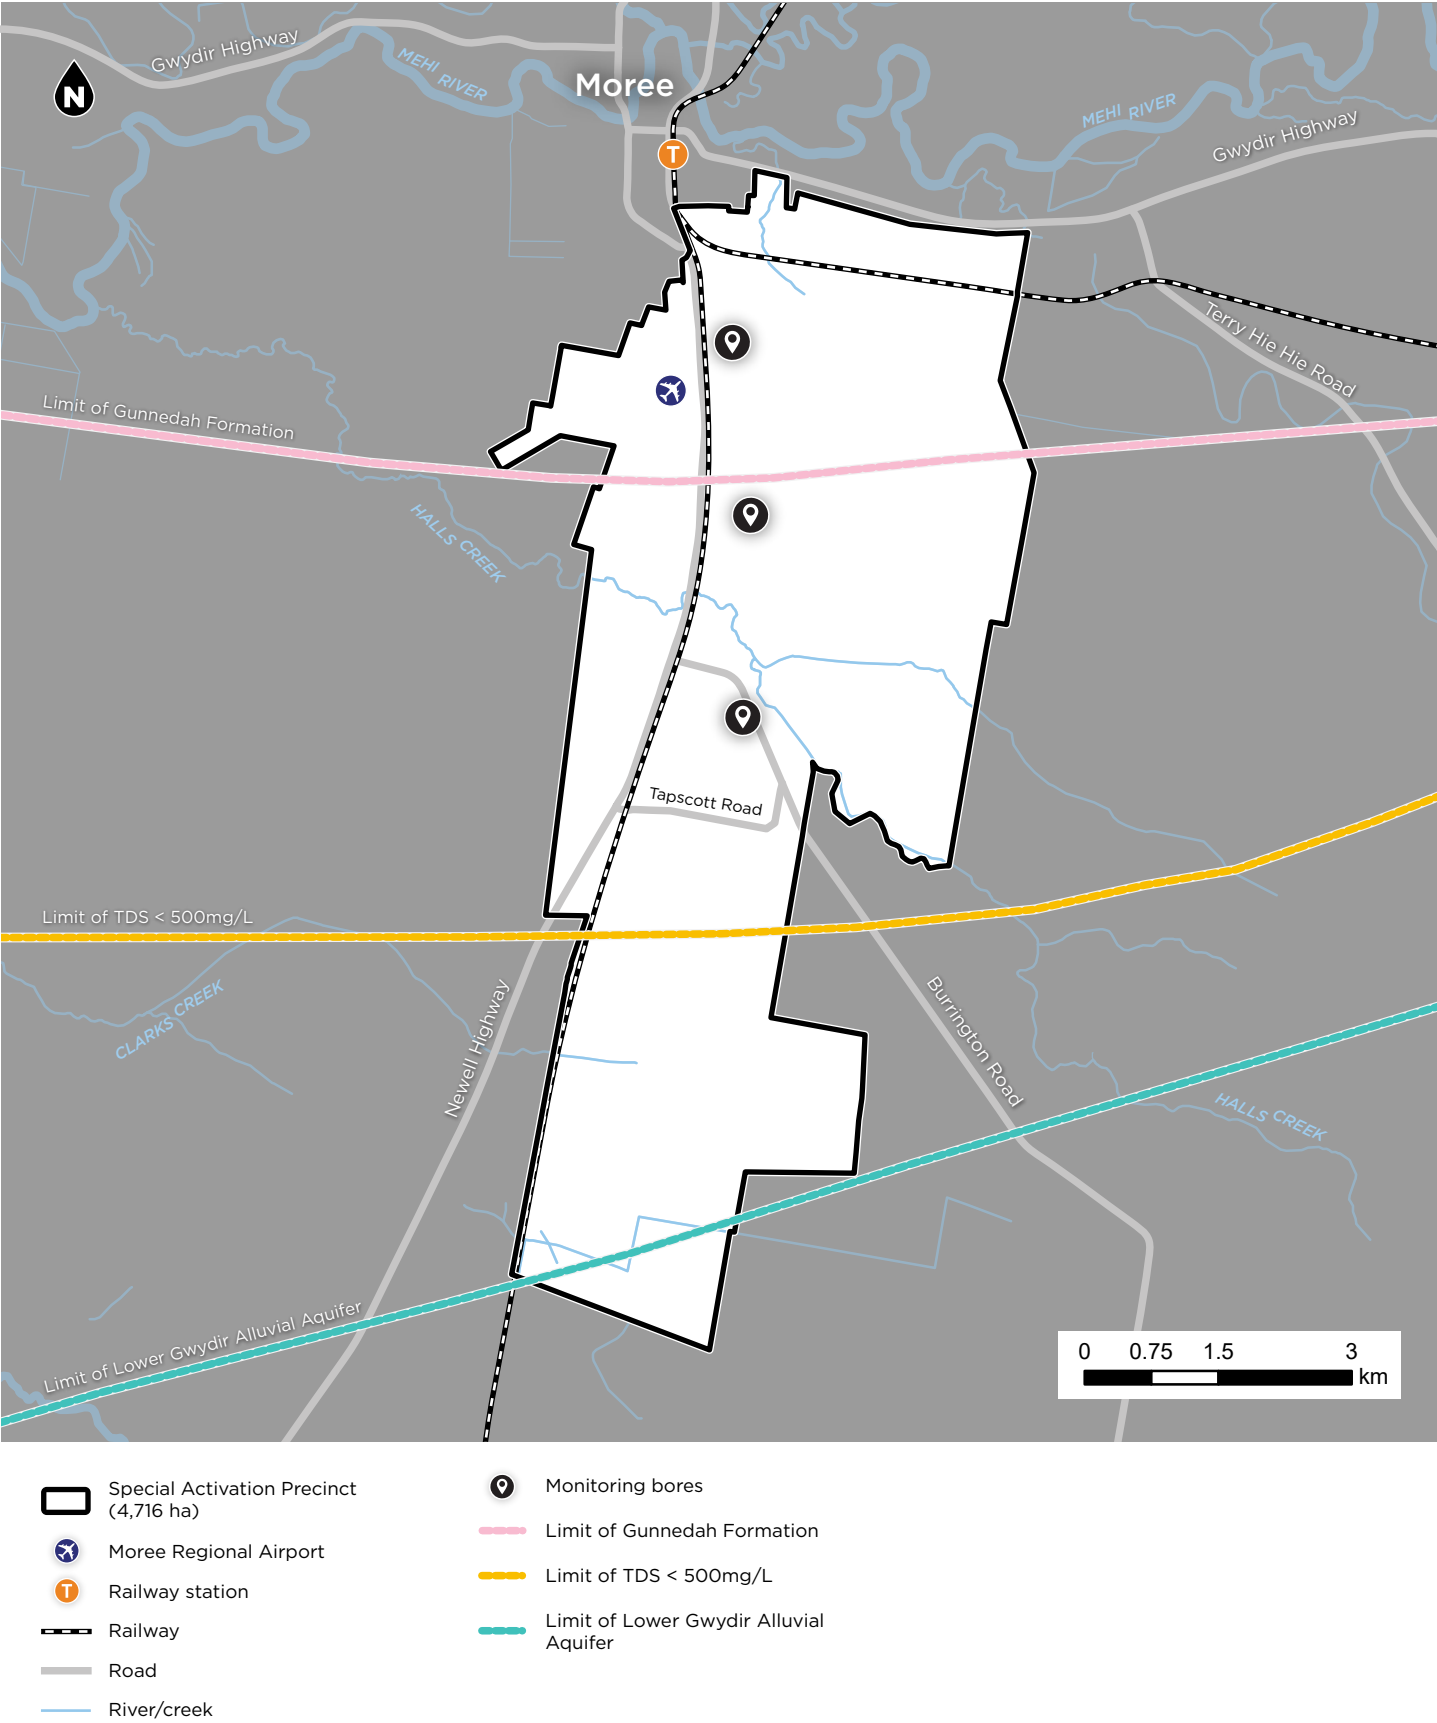 Gwydir Highway
MEHI RIVER
Moree
N
T
MEHI RIVER
Gwydir Highway
Terry Hie Hie Road
Limit of Gunnedah Formation
HALLS CREEK
Tapscott Road
Limit of TDS < 500mg/L
CLARKS CREEK
Newell Highway
Burrington Road
HALLS CREEK
Limit of Lower Gwydir Alluvial Aquifer
0 0.75 1.5 3
km
Special Activation Precinct
(4,716 ha)
Moree Regional Airport
T
Railway station
Railway
Road
River/creek
Monitoring bores
Limit of Gunnedah Formation
Limit of TDS < 500mg/L
Limit of Lower Gwydir Alluvial
Aquifer